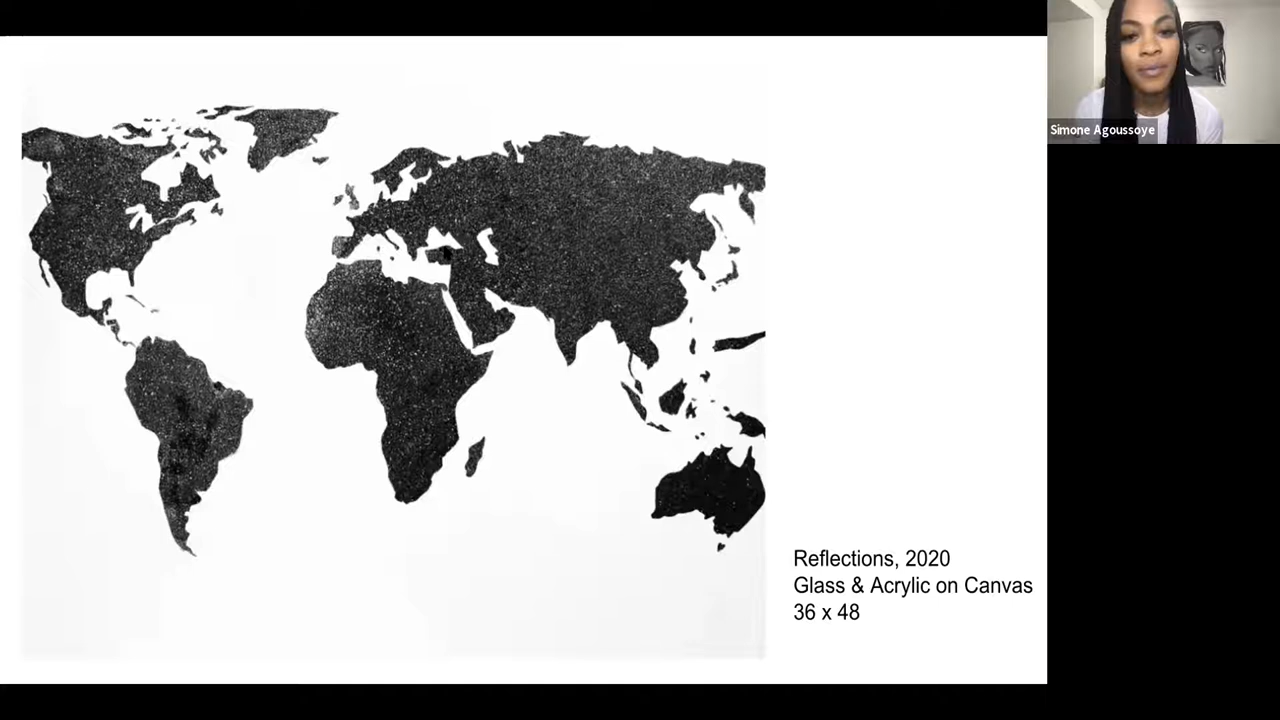 Simone Agoussoye
Reflections, 2020
Glass & Acrylic on Canvas
36 x 48